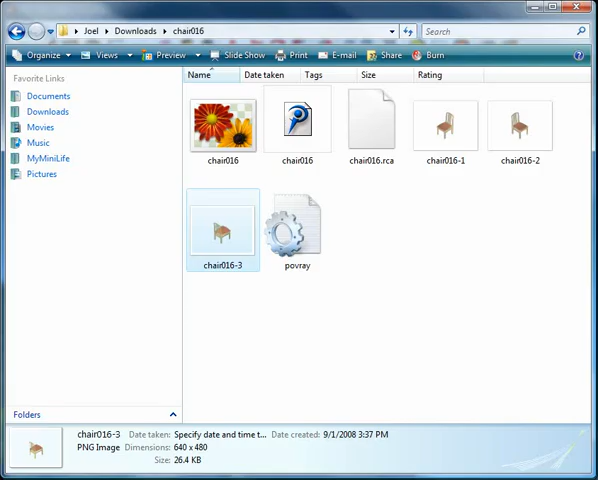 Joel ▸ Downloads ▸ chair016
Search
Organize Views Preview Slide Show Print E-mail Share Burn
Favorite Links
Documents
Downloads
Movies
Music
MyMiniLife
Pictures
Folders
Name Date taken Tags Size Rating
chair016 chair016 chair016.rca chair016-1 chair016-2
chair016-3 povray
chair016-3 Date taken: Specify date and time t... Date created: 9/1/2008 3:37 PM
PNG Image Dimensions: 640 x 480
Size: 26.4 KB